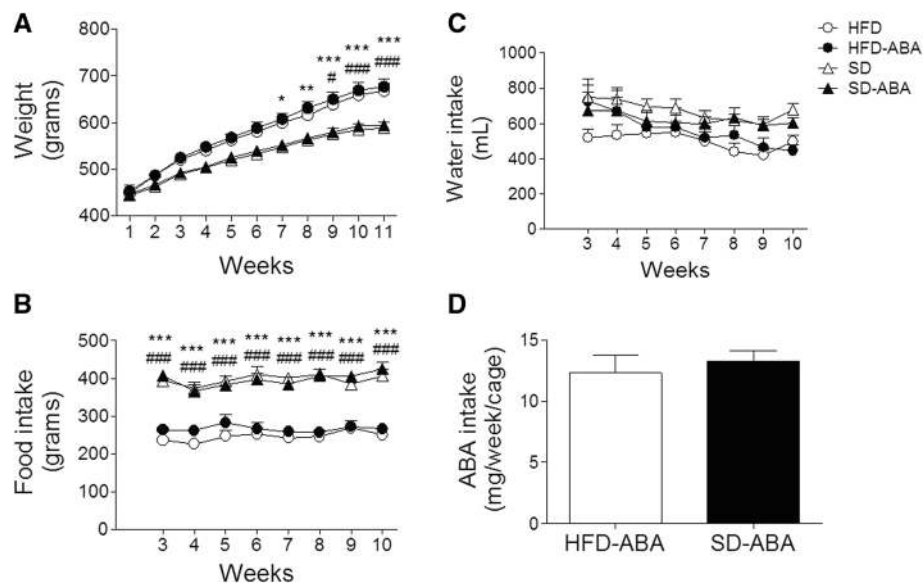 A
Weight
(grams)
800
700
600
500
400
*
**
***
#
***
###
***
###
1 2 3 4 5 6 7 8 9 10 11
Weeks
C
Water intake
(mL)
1000
800
600
400
200
0
3 4 5 6 7 8 9 10
Weeks
HFD
HFD-ABA
SD
SD-ABA
B
Food intake
(grams)
500
400
300
200
100
0
*** *** *** *** *** *** *** ***
### ### ### ### ### ### ### ###
3 4 5 6 7 8 9 10
Weeks
D
ABA intake
(mg/week/cage)
15
10
5
0
HFD-ABA SD-ABA